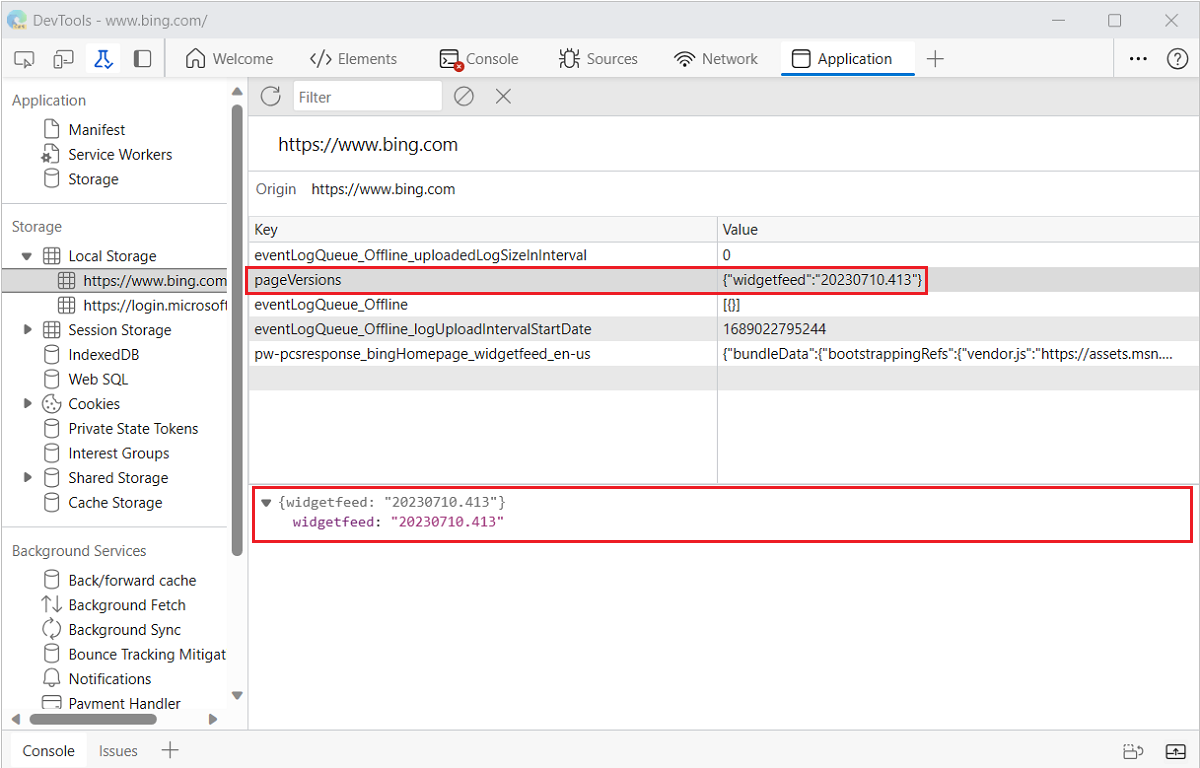 DevTools - www.bing.com/
Welcome
Elements
Console
Sources
Network
Application
Application
Manifest
Service Workers
Storage
Storage
Local Storage
https://www.bing.com
https://login.microsoft
Session Storage
IndexedDB
Web SQL
Cookies
Private State Tokens
Interest Groups
Shared Storage
Cache Storage
Background Services
Back/forward cache
Background Fetch
Background Sync
Bounce Tracking Mitigat
Notifications
Payment Handler
Filter
https://www.bing.com
Origin https://www.bing.com
Key Value
eventLogQueue_Offline_uploadedLogSizeInInterval 0
pageVersions {"widgetfeed":"20230710.413"}
eventLogQueue_Offline [{}]
eventLogQueue_Offline_logUploadIntervalStartDate 1689022795244
pw-pcsresponse_bingHomepage_widgetfeed_en-us {"bundleData":{"bootstrappingRefs":{"vendor.js":"https://assets.msn....
{widgetfeed: "20230710.413"}
widgetfeed: "20230710.413"
Console Issues